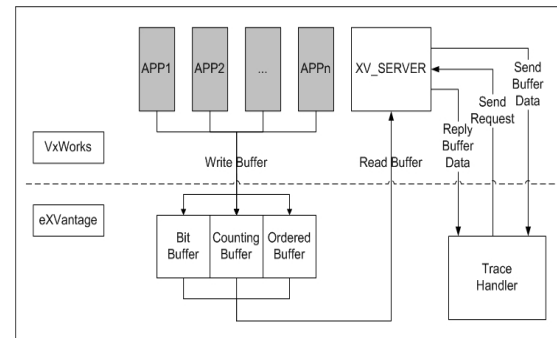 APP1
APP2
...
APPn
XV_SERVER
Send
Buffer
Data
Send
Request
Reply
Buffer
Data
VxWorks
Write Buffer
Read Buffer
eXVantage
Bit
Buffer
Counting
Buffer
Ordered
Buffer
Trace
Handler